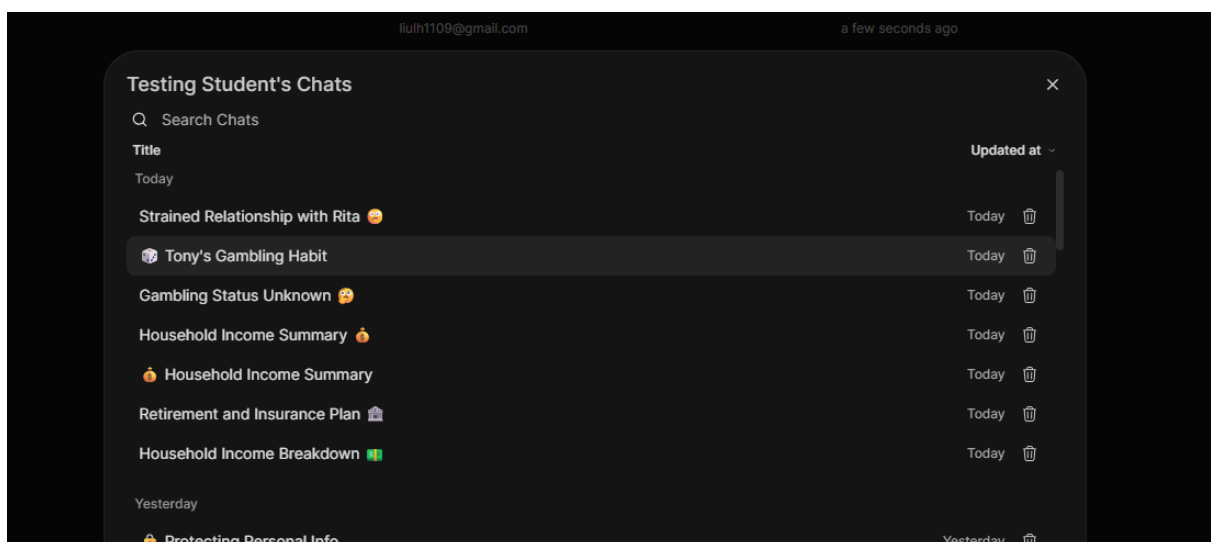 liulh1109@gmail.com a few seconds ago
Testing Student's Chats
Search Chats
Title Updated at
Today
Strained Relationship with Rita 😕 Today
🎲 Tony's Gambling Habit Today
Gambling Status Unknown 🤔 Today
Household Income Summary 💰 Today
💰 Household Income Summary Today
Retirement and Insurance Plan 🏦 Today
Household Income Breakdown 💵 Today
Yesterday
🔒 Protecting Personal Info Yesterday